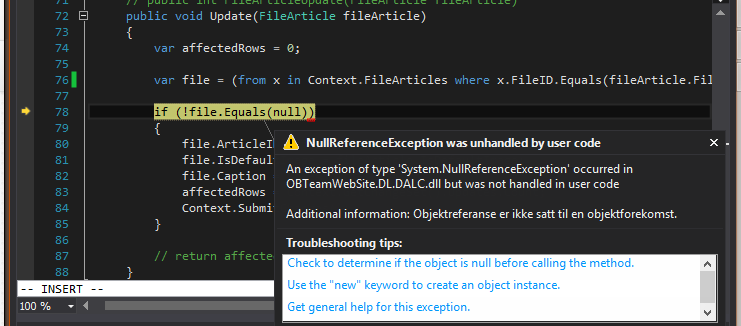 71 // public int FileArticleUpdate(FileArticle fileArticle)
72 public void Update(FileArticle fileArticle)
73 {
74 var affectedRows = 0;
75
76 var file = (from x in Context.FileArticles where x.FileID.Equals(fileArticle.Fil
77
78 if (!file.Equals(null))
79 {
80 file.ArticleI
81 file.IsDefaul
82 file.Caption
83 affectedRows
84 Context.Submi
85 }
86
87 // return affecte
88 }
NullReferenceException was unhandled by user code
An exception of type 'System.NullReferenceException' occurred in
OBTeamWebSite.DL.DALC.dll but was not handled in user code
Additional information: Objektreferanse er ikke satt til en objektforekomst.
Troubleshooting tips:
Check to determine if the object is null before calling the method.
Use the "new" keyword to create an object instance.
Get general help for this exception.
-- INSERT --
100 %